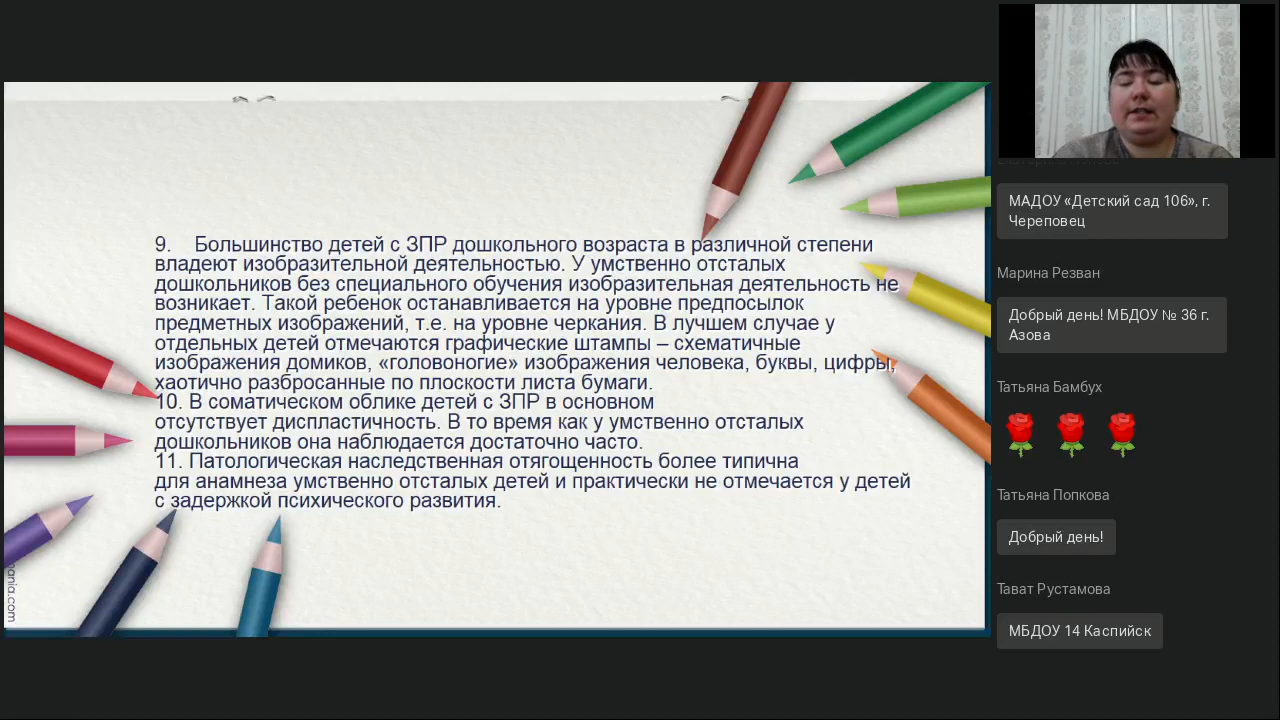 9. Большинство детей с ЗПР дошкольного возраста в различной степени
владеют изобразительной деятельностью. У умственно отсталых
дошкольников без специального обучения изобразительная деятельность не
возникает. Такой ребенок останавливается на уровне предпосылок
предметных изображений, т.е. на уровне черкания. В лучшем случае у
отдельных детей отмечаются графические штампы – схематичные
изображения домиков, «головоногие» изображения человека, буквы, цифры,
хаотично разбросанные по плоскости листа бумаги.
10. В соматическом облике детей с ЗПР в основном
отсутствует диспластичность. В то время как у умственно отсталых
дошкольников она наблюдается достаточно часто.
11. Патологическая наследственная отягощенность более типична
для анамнеза умственно отсталых детей и практически не отмечается у детей
с задержкой психического развития.
МАДОУ «Детский сад 106», г.
Череповец
Марина Резван
Добрый день! МБДОУ № 36 г.
Азова
Татьяна Бамбух
Татьяна Попкова
Добрый день!
Тават Рустамова
МБДОУ 14 Каспийск